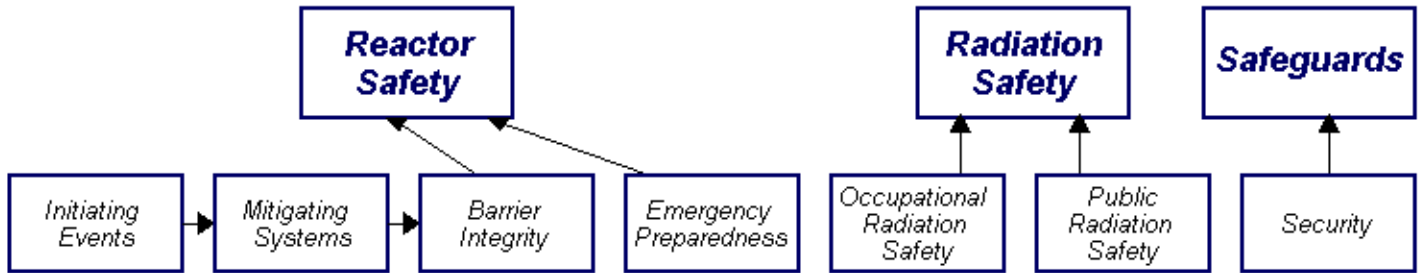 Reactor
Safety
Radiation
Safety
Safeguards
Initiating
Events
Mitigating
Systems
Barrier
Integrity
Emergency
Preparedness
Occupational
Radiation
Safety
Public
Radiation
Safety
Security